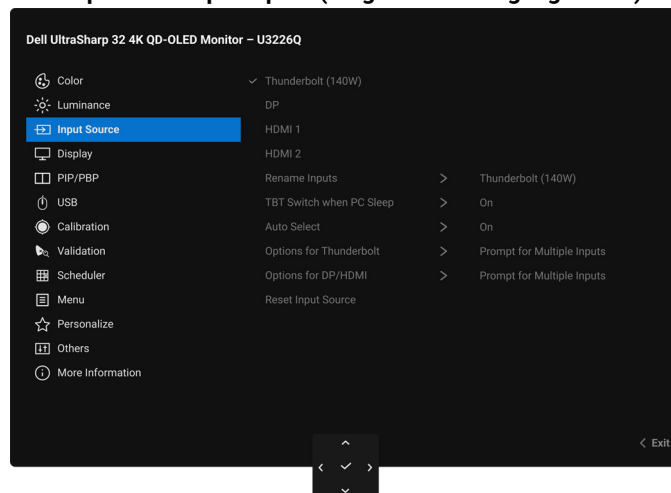 Dell UltraSharp 32 4K QD-OLED Monitor – U3226Q
Color
Thunderbolt (140W)
Luminance
DP
Input Source
HDMI 1
Display
HDMI 2
PIP/PBP
Rename Inputs > Thunderbolt (140W)
USB
TBT Switch when PC Sleep > On
Calibration
Auto Select > On
Validation
Options for Thunderbolt > Prompt for Multiple Inputs
Scheduler
Options for DP/HDMI > Prompt for Multiple Inputs
Menu
Reset Input Source
Personalize
Others
More Information
< Exit